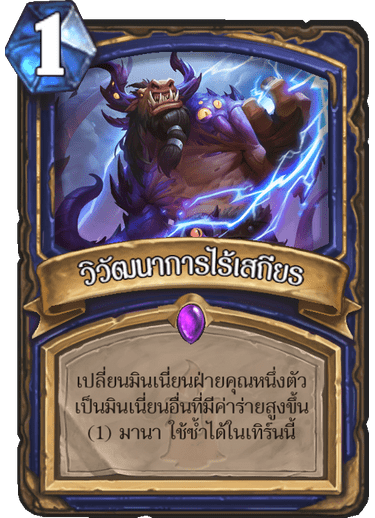 1
วิวัฒนาการไร้เสถียร
เปลี่ยนมินเนี่ยนฝ่ายคุณหนึ่งตัว
เป็นมินเนี่ยนอื่นที่มีค่าร่ายสูงขึ้น
(1) มานา ใช้ซ้ำได้ในเทิร์นนี้